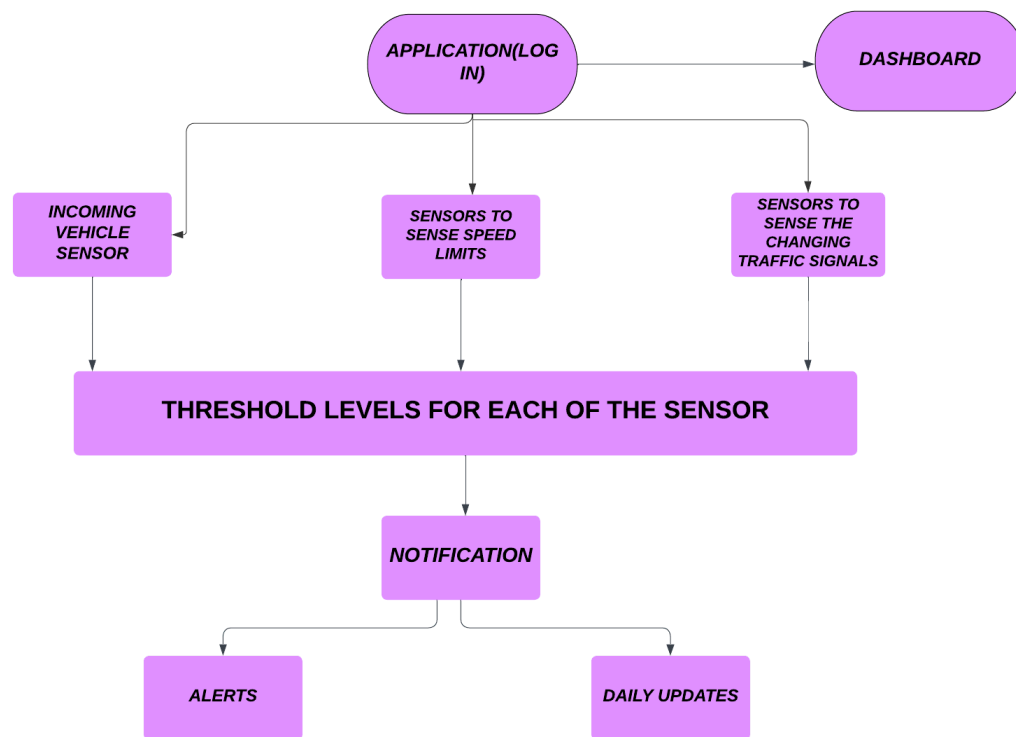 APPLICATION(LOG
IN)
DASHBOARD
INCOMING
VEHICLE
SENSOR
SENSORS TO
SENSE SPEED
LIMITS
SENSORS TO
SENSE THE
CHANGING
TRAFFIC SIGNALS
THRESHOLD LEVELS FOR EACH OF THE SENSOR
NOTIFICATION
ALERTS
DAILY UPDATES